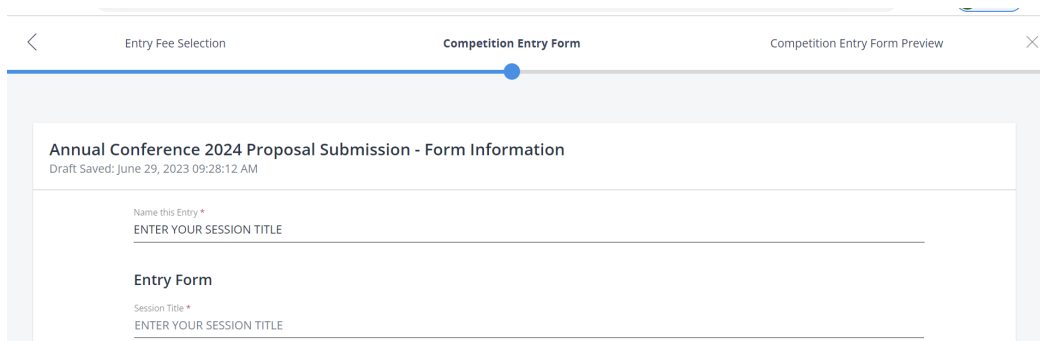 Entry Fee Selection Competition Entry Form Competition Entry Form Preview
Annual Conference 2024 Proposal Submission - Form Information
Draft Saved: June 29, 2023 09:28:12 AM
Name this Entry *
ENTER YOUR SESSION TITLE
Entry Form
Session Title *
ENTER YOUR SESSION TITLE